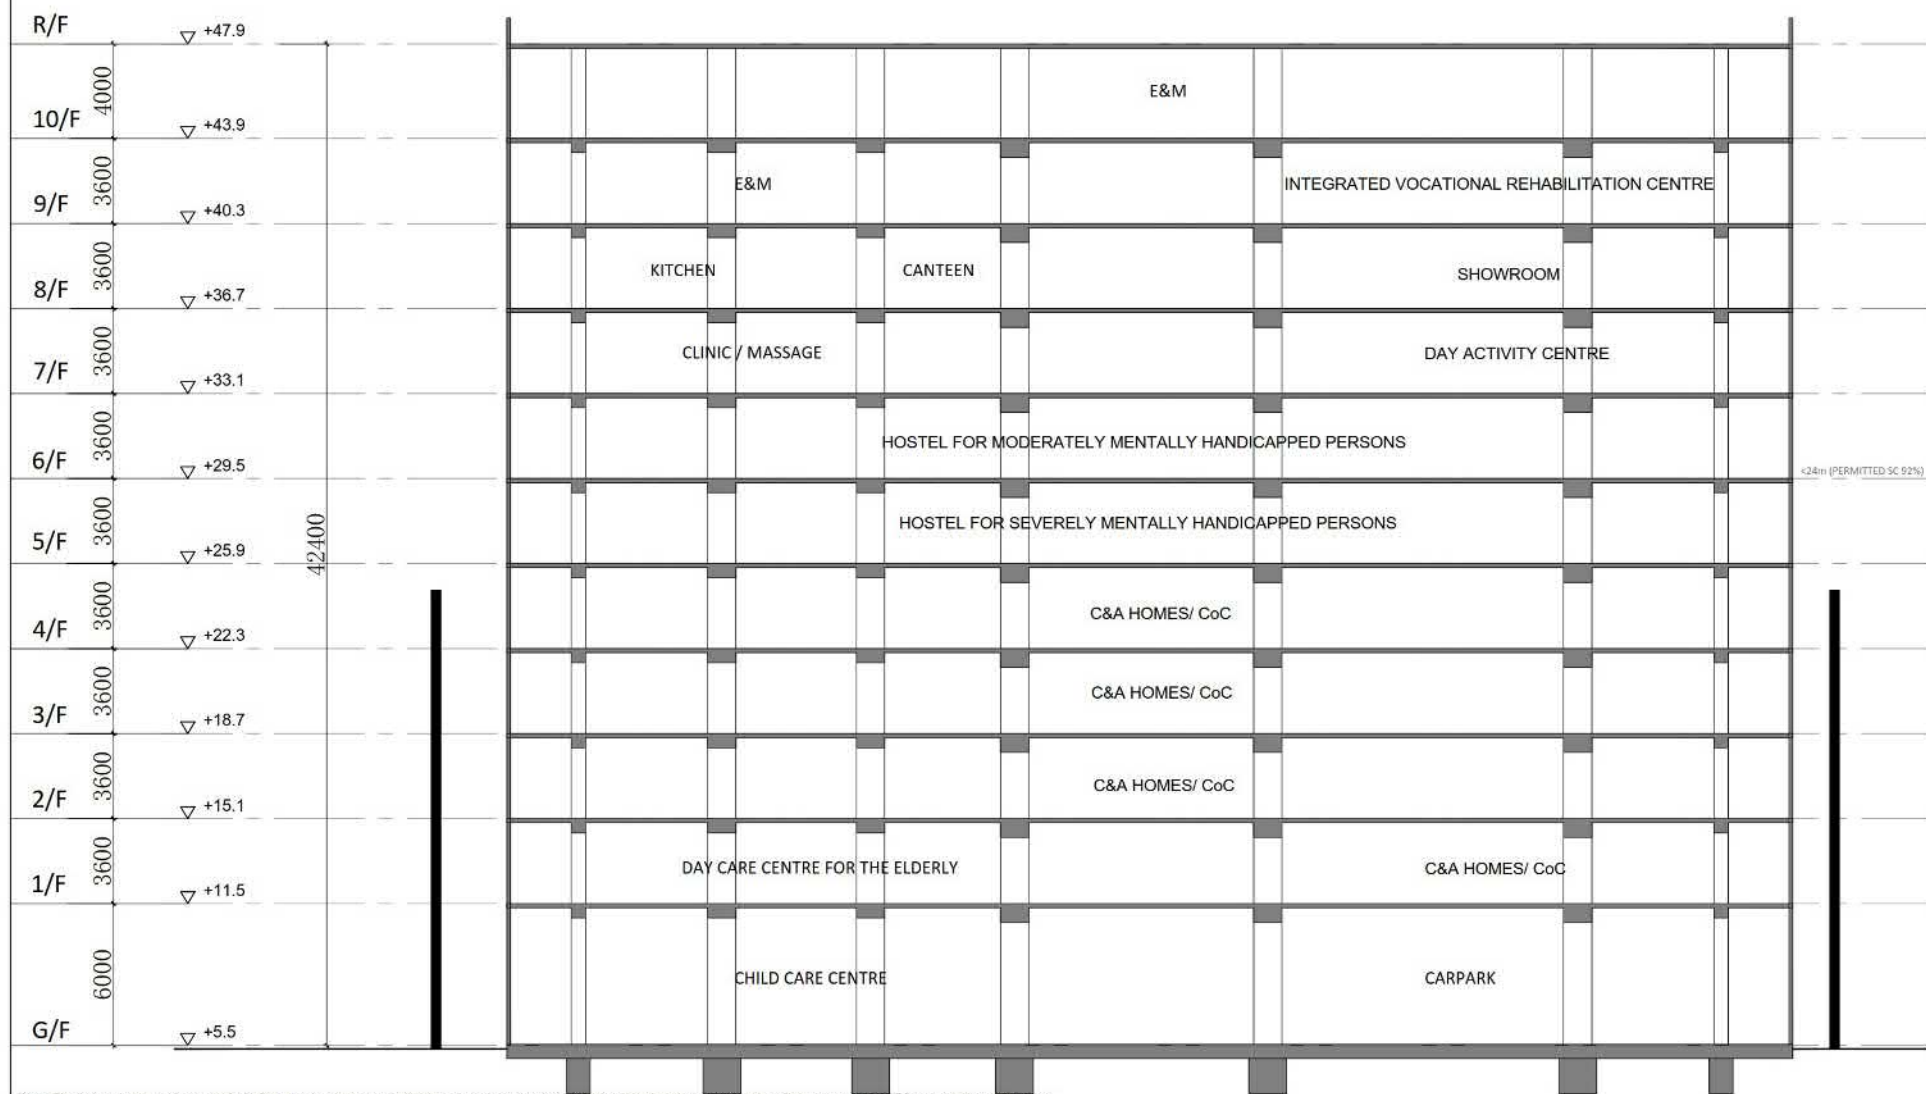 R/F
+47.9
4000
E&M
10/F
+43.9
3600
E&M
INTEGRATED VOCATIONAL REHABILITATION CENTRE
9/F
+40.3
3600
KITCHEN
CANTEEN
SHOWROOM
8/F
+36.7
3600
CLINIC / MASSAGE
DAY ACTIVITY CENTRE
7/F
+33.1
3600
HOSTEL FOR MODERATELY MENTALLY HANDICAPPED PERSONS
6/F
+29.5
<24m (PERMITTED SC 92%)
3600
HOSTEL FOR SEVERELY MENTALLY HANDICAPPED PERSONS
5/F
+25.9
42400
3600
C&A HOMES/ CoC
4/F
+22.3
3600
C&A HOMES/ CoC
3/F
+18.7
3600
C&A HOMES/ CoC
2/F
+15.1
3600
DAY CARE CENTRE FOR THE ELDERLY
C&A HOMES/ CoC
1/F
+11.5
6000
CHILD CARE CENTRE
CARPARK
G/F
+5.5